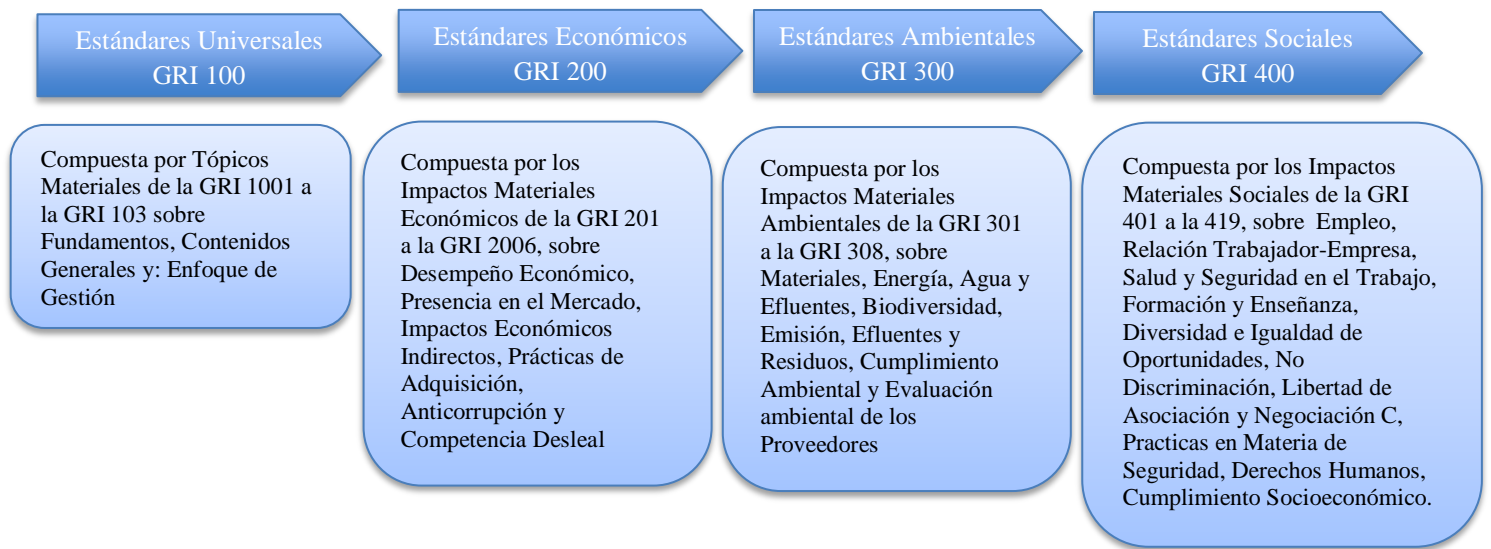 Estándares Universales
GRI 100
Estándares Económicos
GRI 200
Estándares Ambientales
GRI 300
Estándares Sociales
GRI 400
Compuesta por Tópicos
Materiales de la GRI 1001 a
la GRI 103 sobre
Fundamentos, Contenidos
Generales y: Enfoque de
Gestión
Compuesta por los
Impactos Materiales
Económicos de la GRI 201
a la GRI 2006, sobre
Desempeño Económico,
Presencia en el Mercado,
Impactos Económicos
Indirectos, Prácticas de
Adquisición,
Anticorrupción y
Competencia Desleal
Compuesta por los
Impactos Materiales
Ambientales de la GRI 301
a la GRI 308, sobre
Materiales, Energía, Agua y
Efluentes, Biodiversidad,
Emisión, Efluentes y
Residuos, Cumplimiento
Ambiental y Evaluación
ambiental de los
Proveedores
Compuesta por los Impactos
Materiales Sociales de la GRI
401 a la 419, sobre Empleo,
Relación Trabajador-Empresa,
Salud y Seguridad en el Trabajo,
Formación y Enseñanza,
Diversidad e Igualdad de
Oportunidades, No
Discriminación, Libertad de
Asociación y Negociación C,
Practicas en Materia de
Seguridad, Derechos Humanos,
Cumplimiento Socioeconómico.